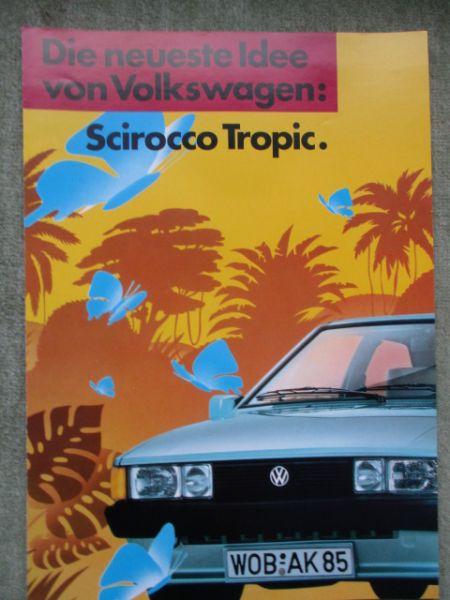 Die neueste Idee
von Volkswagen:
Scirocco Tropic.
WOB AK 85